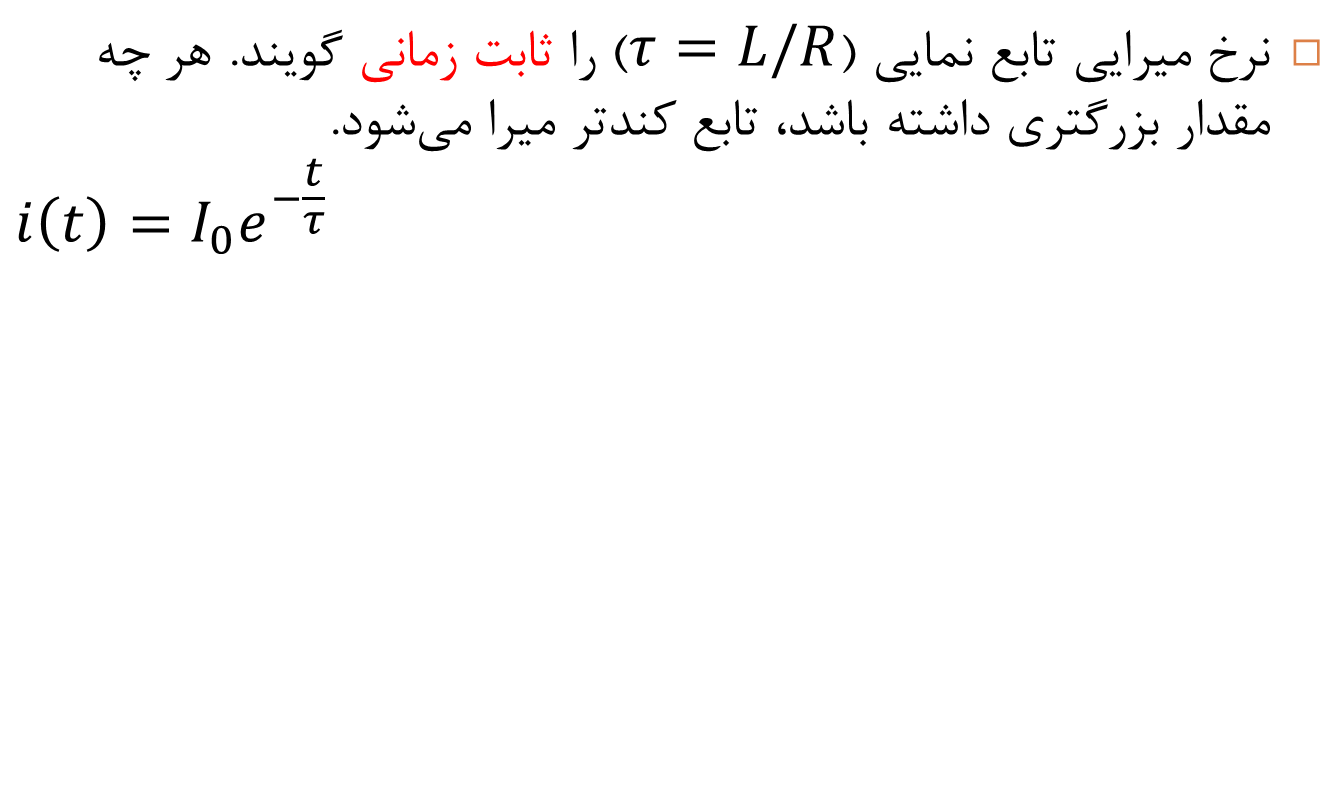 نرخ میرایی تابع نمایی (τ = L/R) را ثابت زمانی گویند. هر چه
مقدار بزرگتری داشته باشد، تابع کندتر میرا می‌شود.
i(t) = I₀e^(-t/τ)